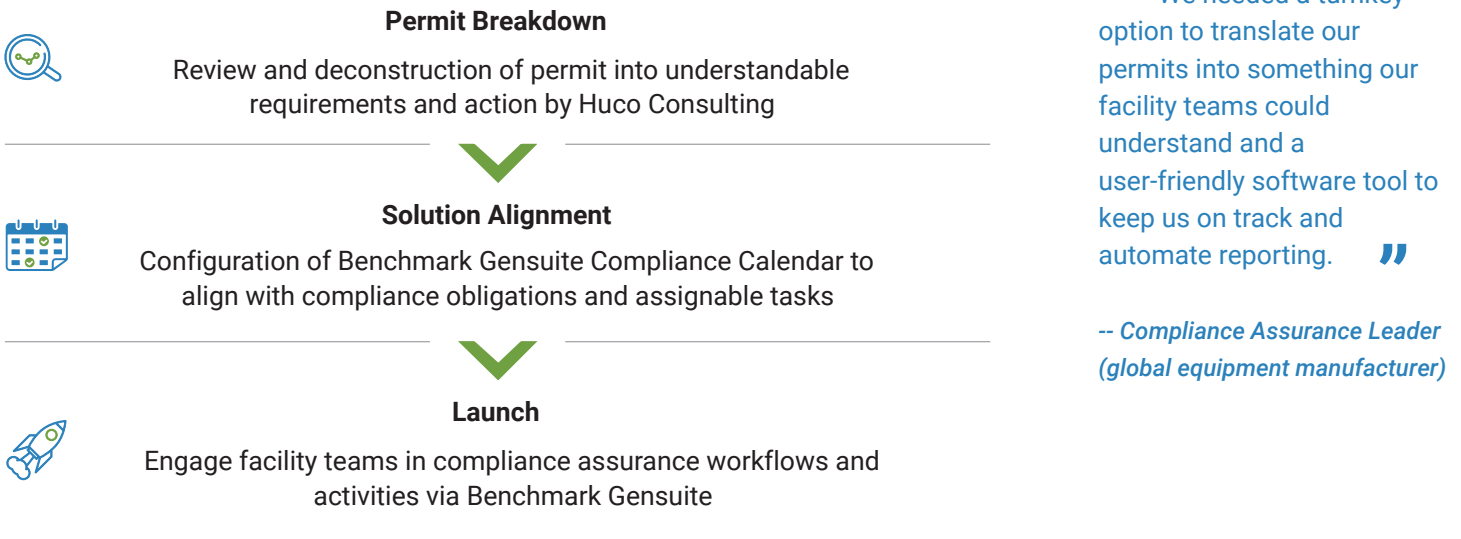 Permit Breakdown
Review and deconstruction of permit into understandable
requirements and action by Huco Consulting
Solution Alignment
Configuration of Benchmark Gensuite Compliance Calendar to
align with compliance obligations and assignable tasks
Launch
Engage facility teams in compliance assurance workflows and
activities via Benchmark Gensuite
We needed a turnkey
option to translate our
permits into something our
facility teams could
understand and a
user-friendly software tool to
keep us on track and
automate reporting. ”
-- Compliance Assurance Leader
(global equipment manufacturer)